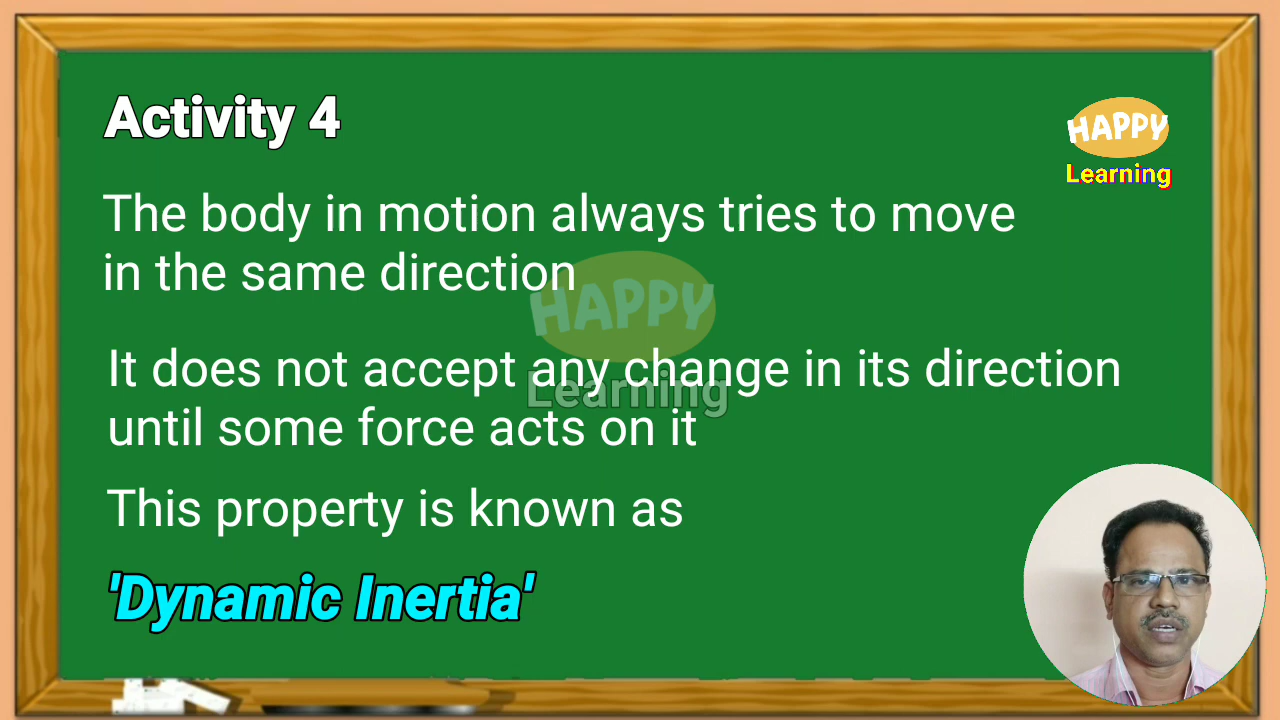 Activity 4
HAPPY
Learning
The body in motion always tries to move
in the same direction
HAPPY
Learning
It does not accept any change in its direction
until some force acts on it
This property is known as
'Dynamic Inertia'